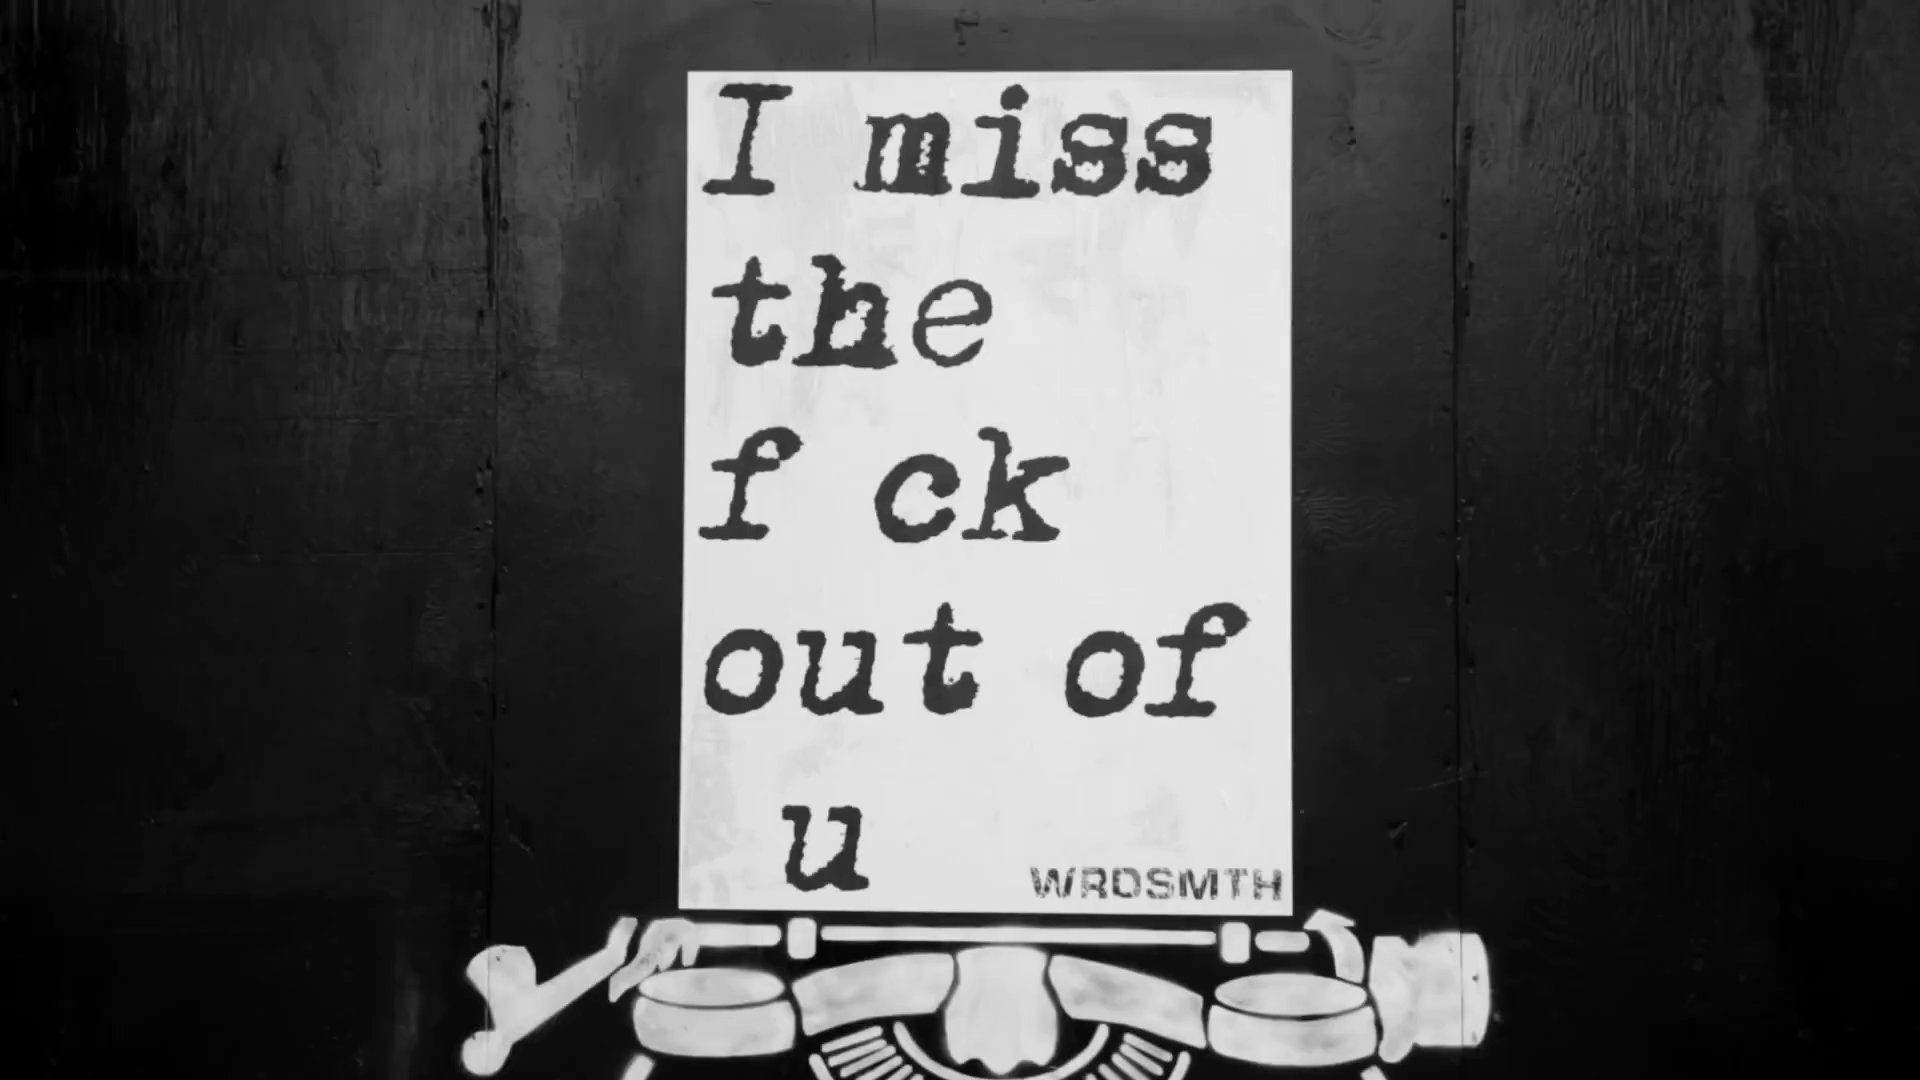 I miss
the
f ck
out of
u
WRDSMTH